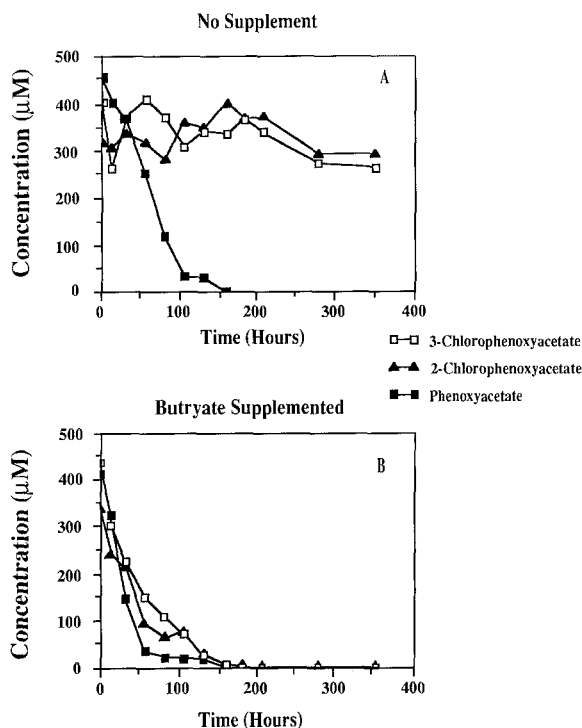 No Supplement
A
500
400
300
200
100
0
Concentration (µM)
0 100 200 300 400
Time (Hours)
3-Chlorophenoxyacetate
2-Chlorophenoxyacetate
Phenoxyacetate
Butryate Supplemented
B
500
400
300
200
100
0
Concentration (µM)
0 100 200 300 400
Time (Hours)